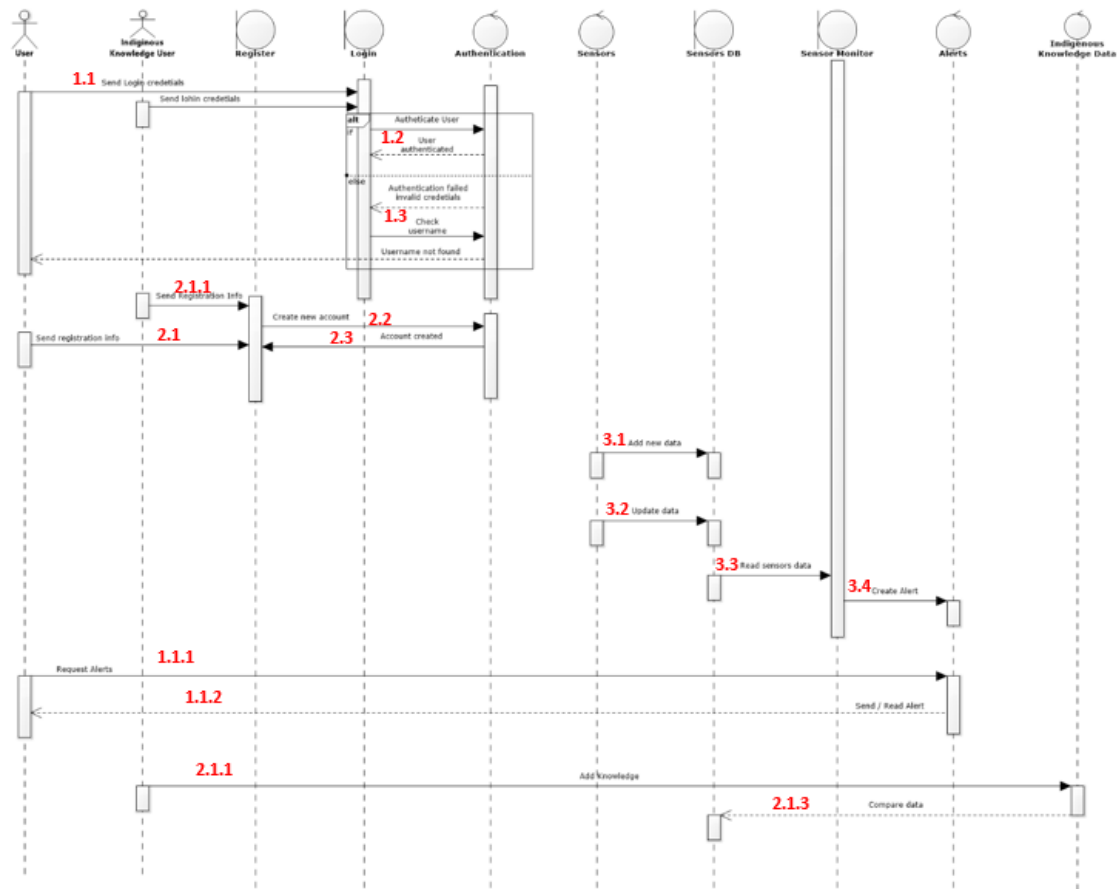 User
Indiginous
Knowledge User
Register
Login
Authentication
Sensors
Sensors DB
Sensor Monitor
Alerts
Indigenous
Knowledge Data
1.1
Send Login credetials
Send lohin credetials
alt
if
Autheticate User
1.2
User
authenticated
else
Authentication failed
invalid credetials
1.3
Check
username
Username not found
2.1.1
Send Registration Info
Create new account
2.2
Send registration info
2.1
2.3
Account created
3.1
Add new data
3.2
Update data
3.3
Read sensors data
3.4
Create Alert
Request Alerts
1.1.1
1.1.2
Send / Read Alert
2.1.1
Add Knowledge
2.1.3
Compare data